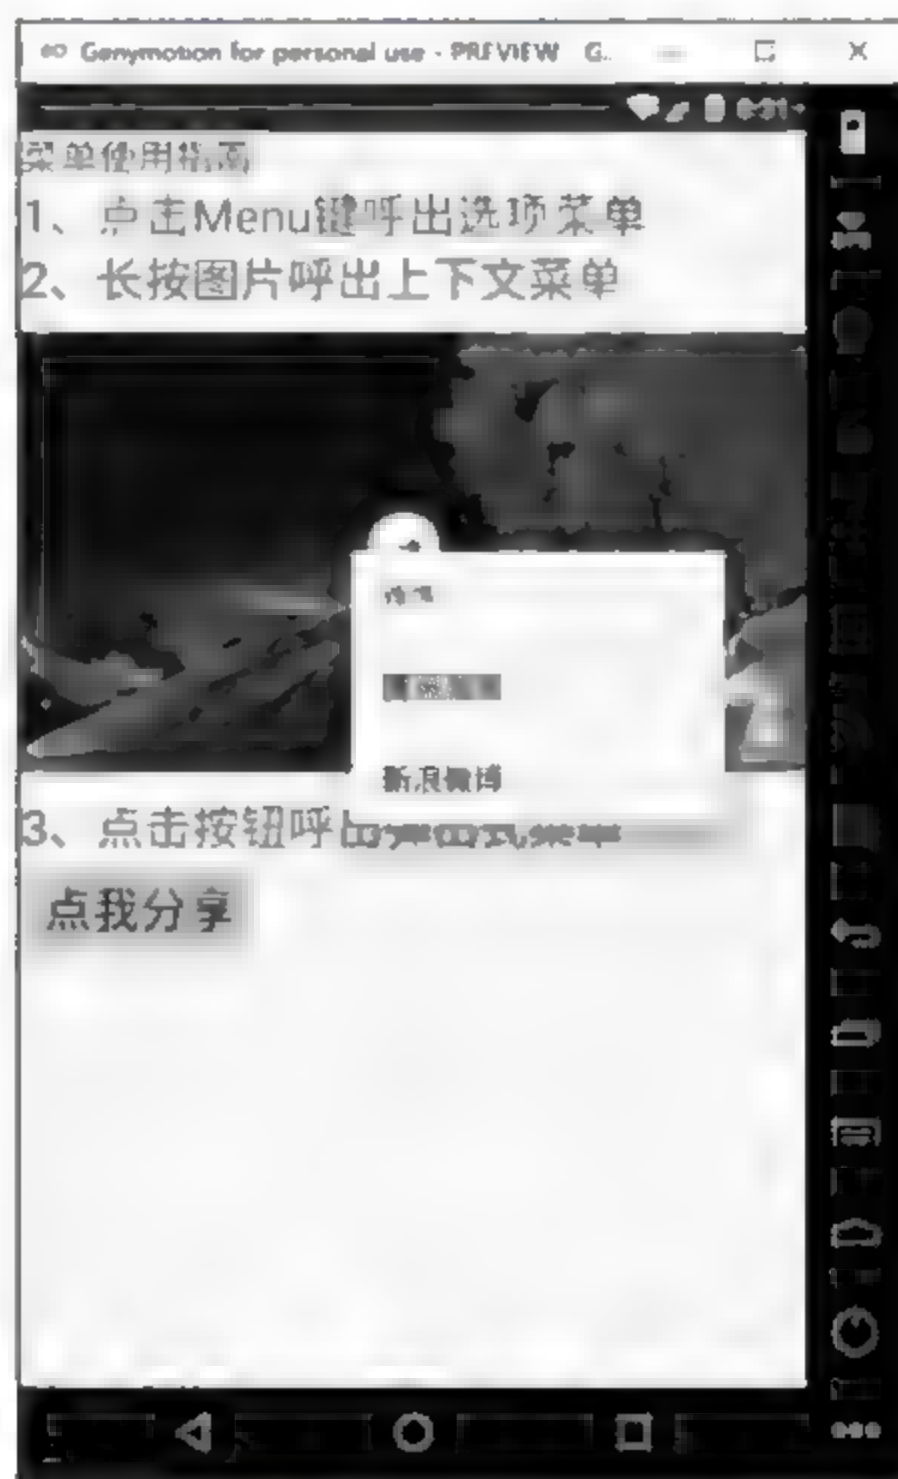 Genymotion for personal use - PREVIEW G..
菜单使用指南
1、点击Menu键呼出选项菜单
2、长按图片呼出上下文菜单
新浪微博
3、点击按钮呼出
点我分享